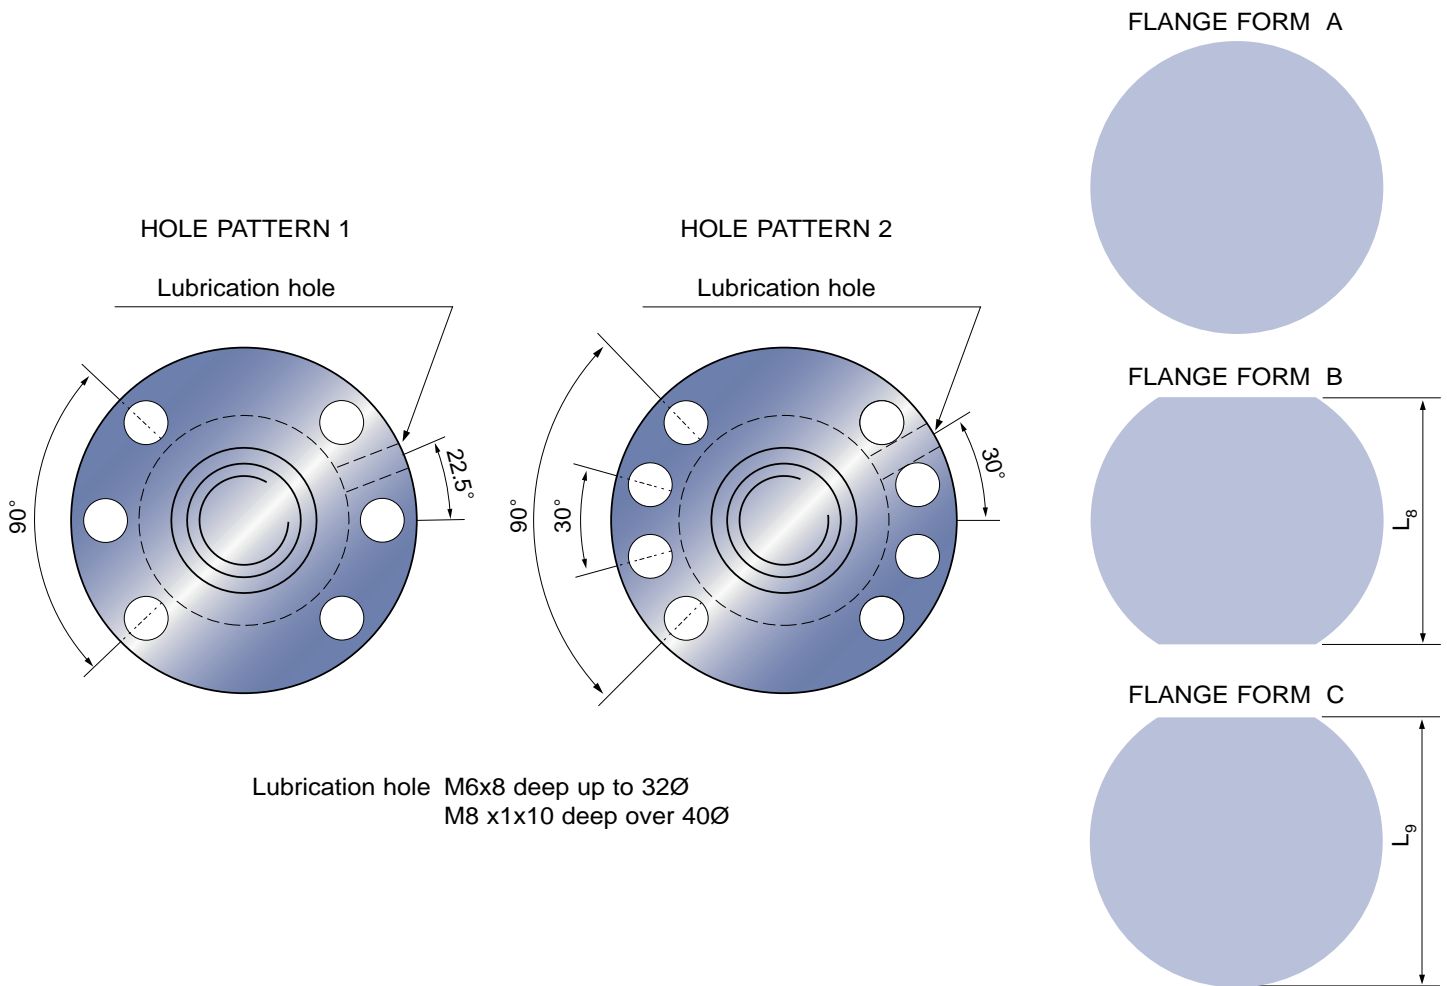 FLANGE FORM A
HOLE PATTERN 1
HOLE PATTERN 2
Lubrication hole
Lubrication hole
90°
22.5°
90°
30°
30°
FLANGE FORM B
L8
FLANGE FORM C
L9
Lubrication hole M6x8 deep up to 32Ø
M8 x1x10 deep over 40Ø